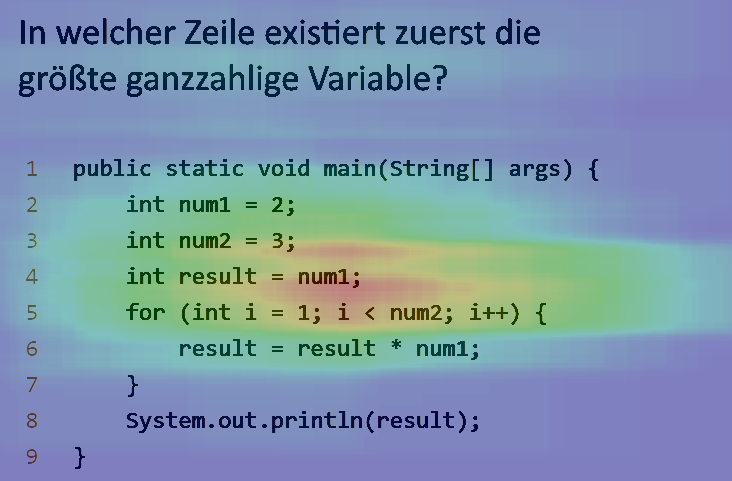 In welcher Zeile existiert zuerst die
größte ganzzahlige Variable?
1 public static void main(String[] args) {
2     int num1 = 2;
3     int num2 = 3;
4     int result = num1;
5     for (int i = 1; i < num2; i++) {
6         result = result * num1;
7     }
8     System.out.println(result);
9 }